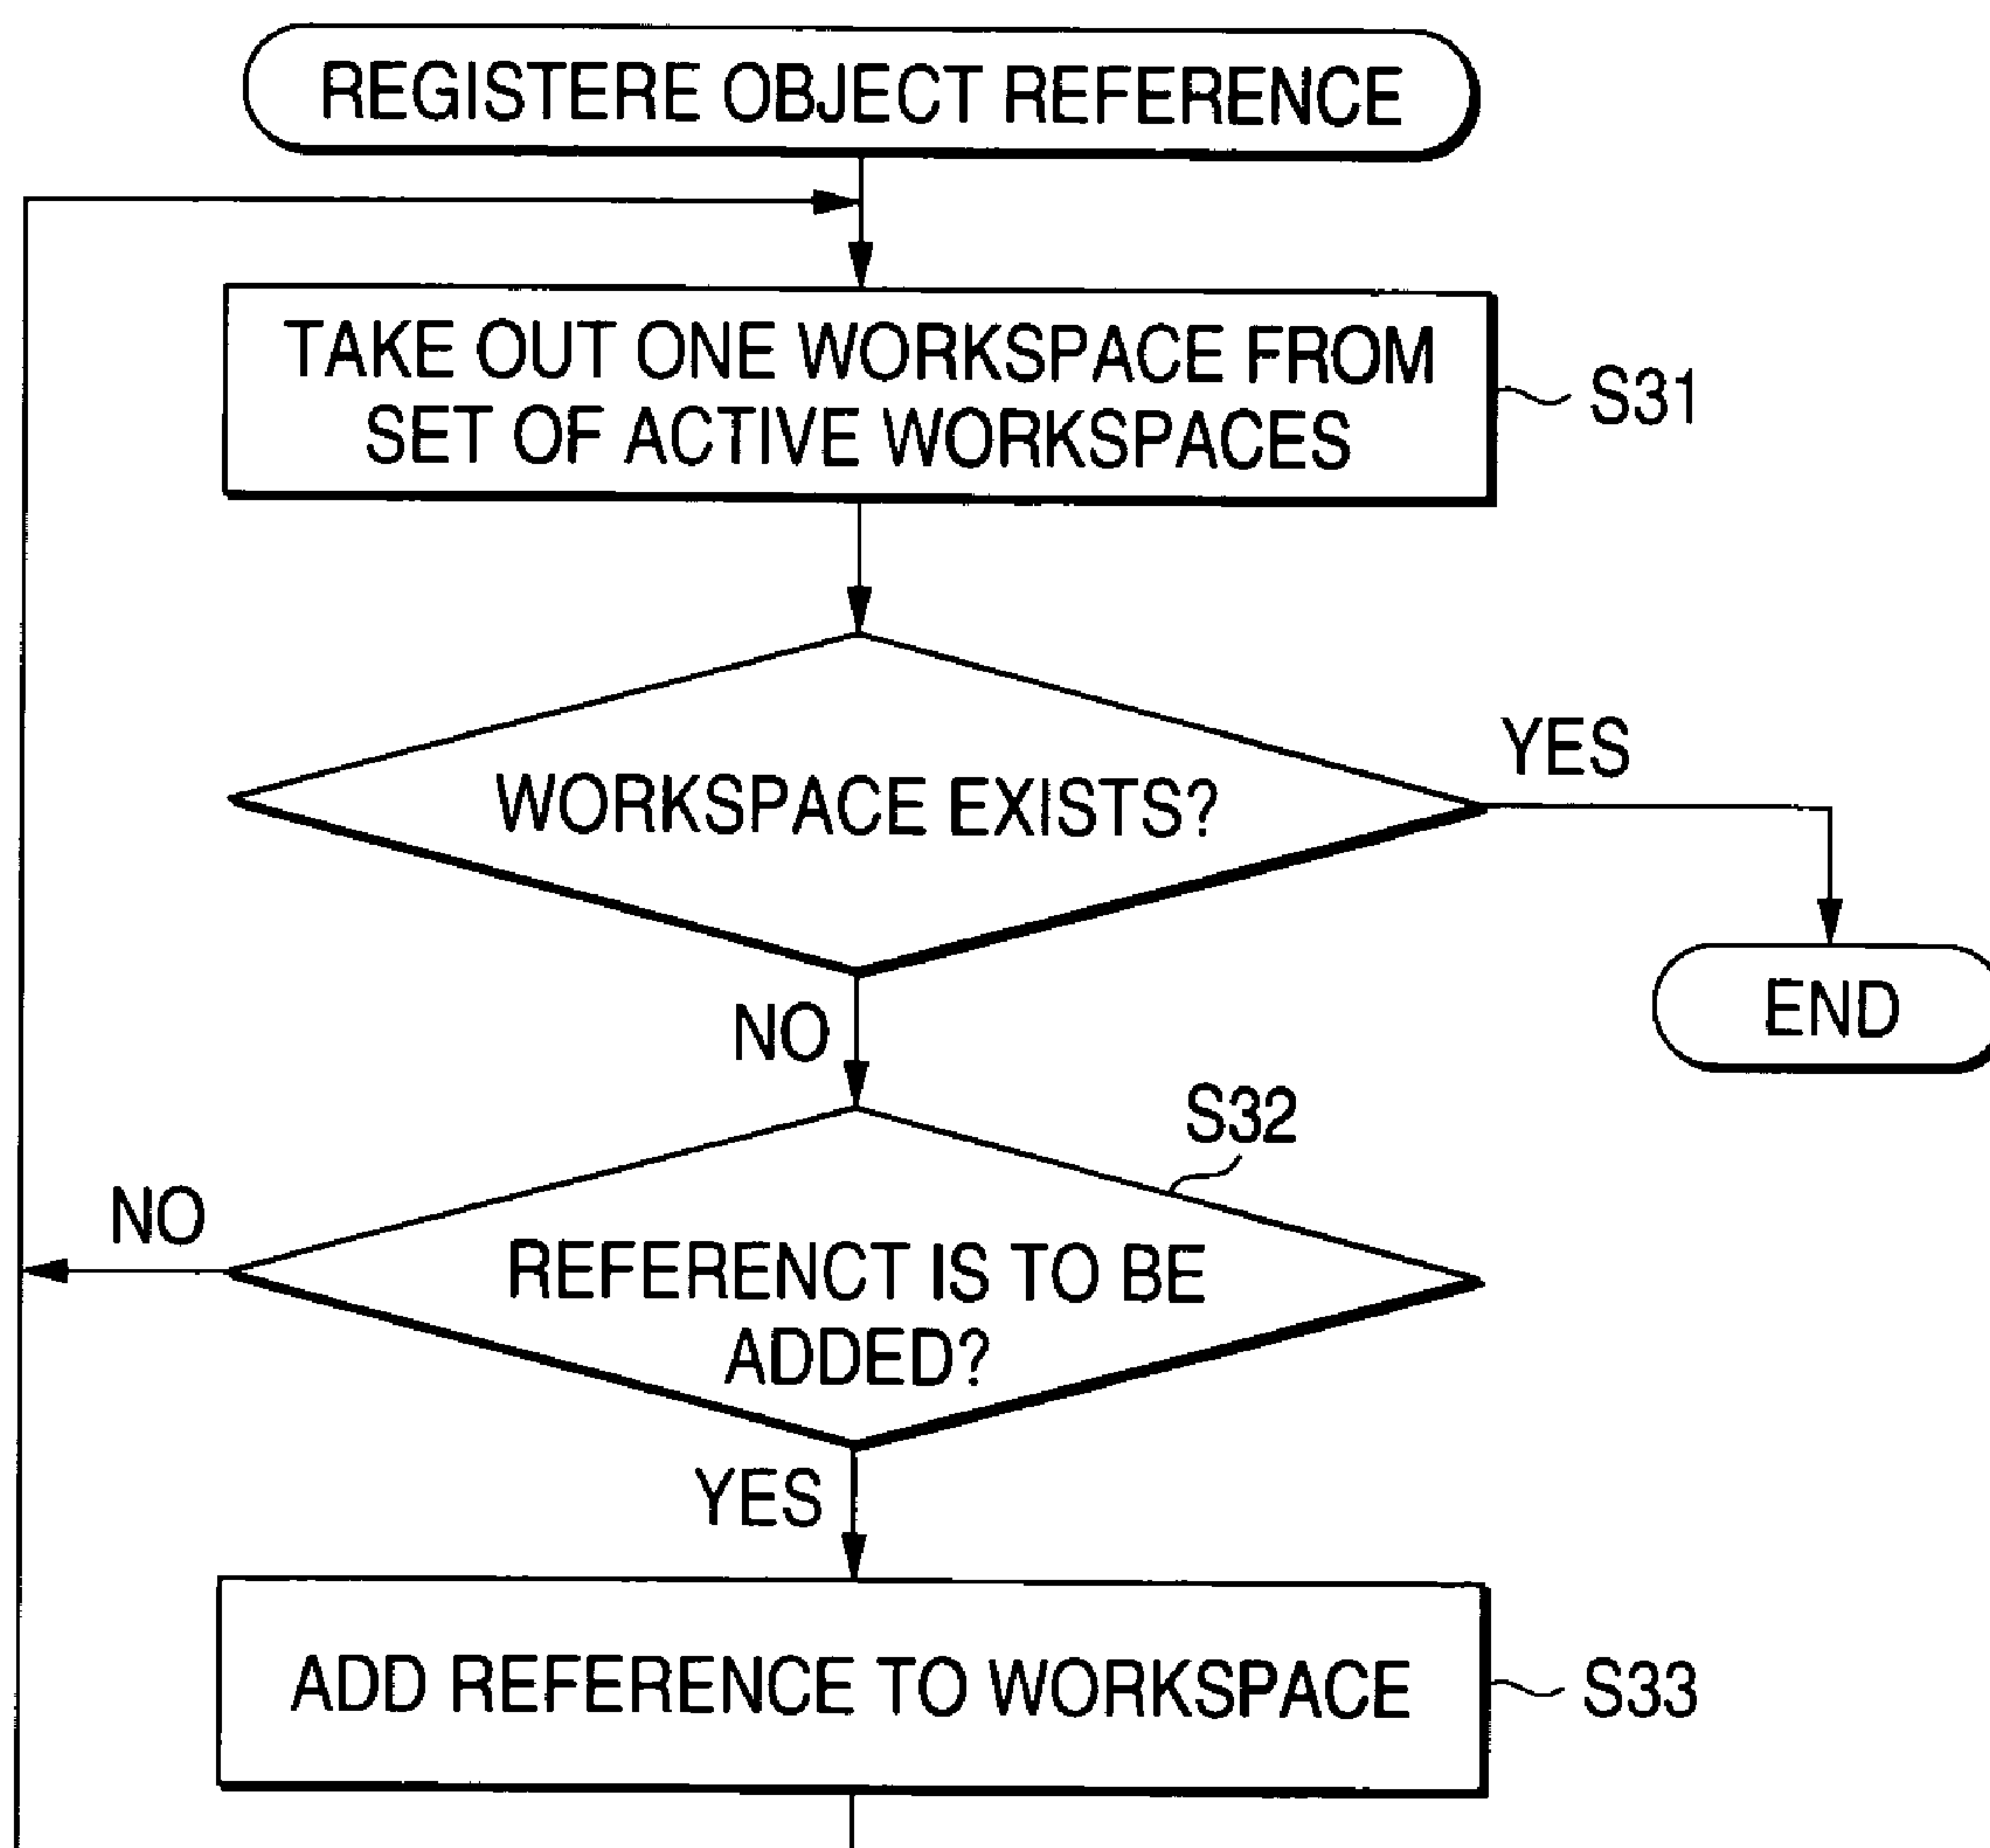 REGISTERE OBJECT REFERENCE
TAKE OUT ONE WORKSPACE FROM
SET OF ACTIVE WORKSPACES
S31
YES
WORKSPACE EXISTS?
END
NO
S32
NO
REFERENCT IS TO BE
ADDED?
YES
ADD REFERENCE TO WORKSPACE
S33